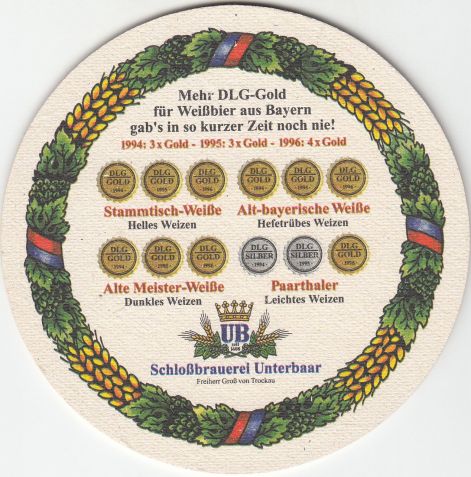 Mehr DLG-Gold
für Weißbier aus Bayern
gab's in so kurzer Zeit noch nie!
1994: 3 x Gold - 1995: 3 x Gold - 1996: 4 x Gold
DLG GOLD 1994 DLG GOLD 1995 DLG GOLD 1996 DLG GOLD 1994 DLG GOLD 1995 DLG GOLD 1996
Stammtisch-Weiße Alt-bayerische Weiße
Helles Weizen Hefetrübes Weizen
DLG GOLD 1994 DLG GOLD 1995 DLG GOLD 1996 DLG SILBER 1994 DLG SILBER 1995 DLG GOLD 1996
Alte Meister-Weiße Paarthaler
Dunkles Weizen Leichtes Weizen
UB
Schloßbrauerei Unterbaar
Freiherr Groß von Trockau